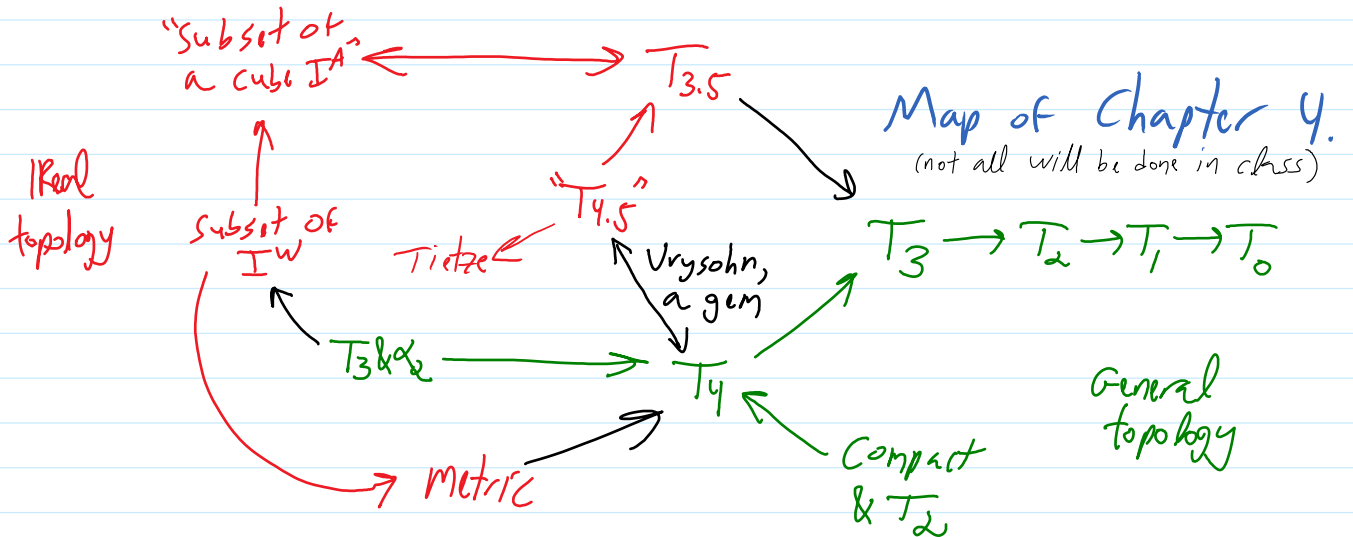 "Subset of
a cube I^A"
T3.5
Map of Chapter 4.
(not all will be done in class)
IReal
topology
"T4.5"
Subset of
I^ω
Tietze
Urysohn,
a gem
T3 → T2 → T1 → T0
T3 & α2
T4
General
topology
Compact
& T2
Metric